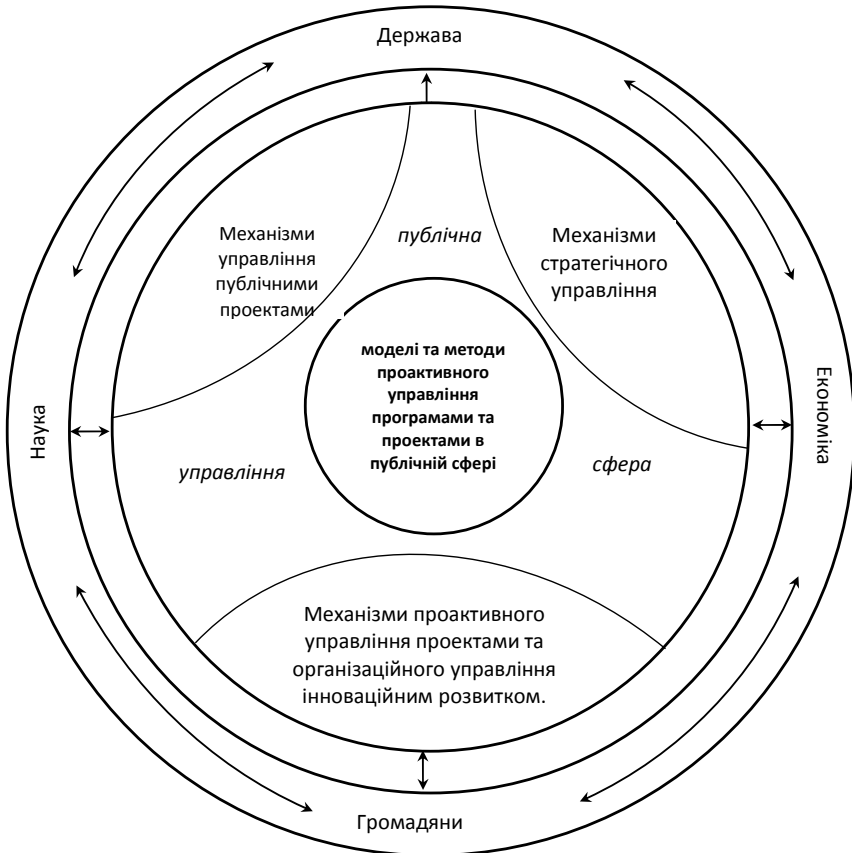 Держава
Механізми
управління
публічними
проектами
публічна
Механізми
стратегічного
управління
моделі та методи
проактивного
управління
програмами та
проектами в
публічній сфері
Наука
Економіка
управління
сфера
Механізми проактивного
управління проектами та
організаційного управління
інноваційним розвитком.
Громадяни